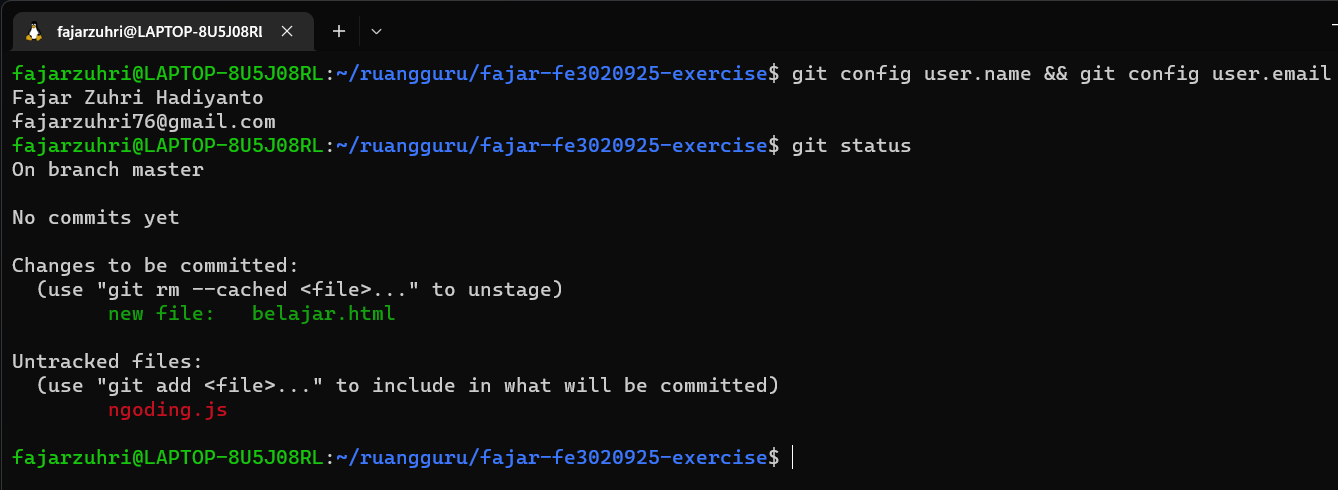 fajarzuhri@LAPTOP-8U5J08RL
fajarzuhri@LAPTOP-8U5J08RL:~/ruangguru/fajar-fe3020925-exercise$ git config user.name && git config user.email
Fajar Zuhri Hadiyanto
fajarzuhri76@gmail.com
fajarzuhri@LAPTOP-8U5J08RL:~/ruangguru/fajar-fe3020925-exercise$ git status
On branch master
No commits yet
Changes to be committed:
(use "git rm --cached <file>..." to unstage)
new file:   belajar.html
Untracked files:
(use "git add <file>..." to include in what will be committed)
ngoding.js
fajarzuhri@LAPTOP-8U5J08RL:~/ruangguru/fajar-fe3020925-exercise$